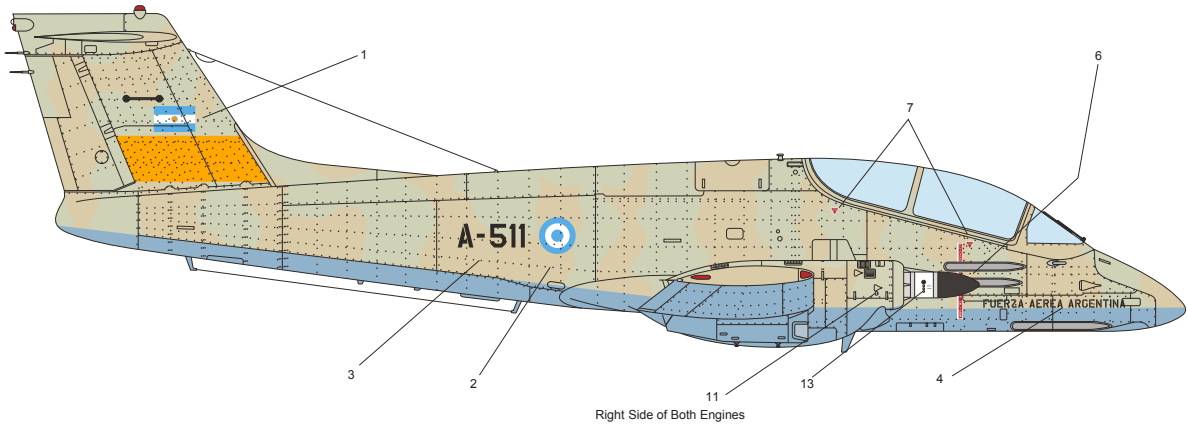 1
6
7
A-511
FUERZA AEREA ARGENTINA
3
2
11
13
4
Right Side of Both Engines